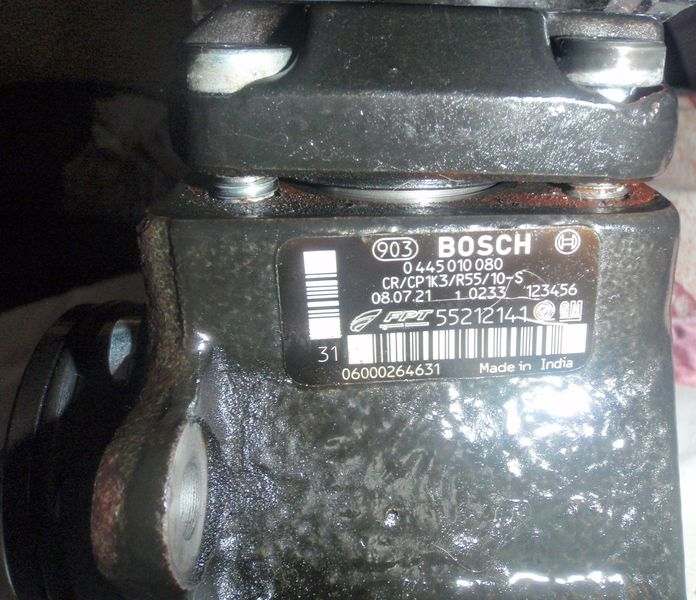 903 BOSCH
0 445 010 080
CR/CP1K3/R55/10-S
08.07.21 1 0233 123456
FPT 55212141 GM
31
06000264631 Made in India